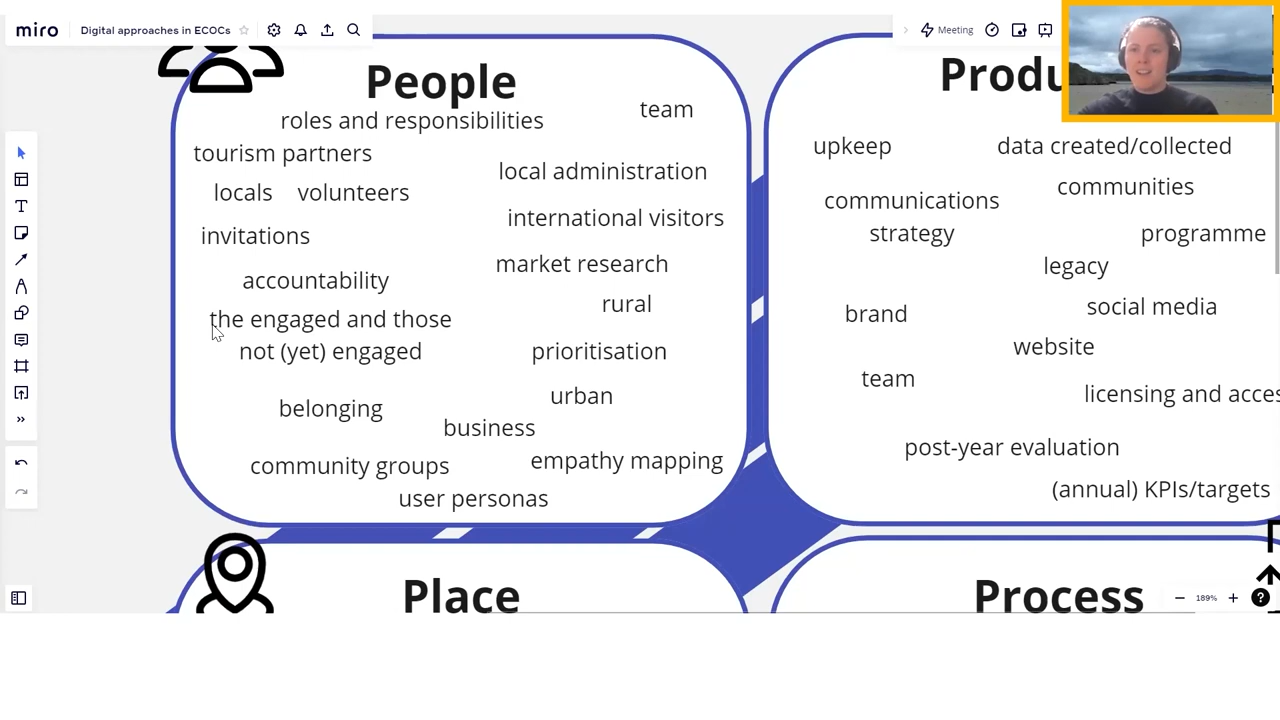 miro
Digital approaches in ECOCs
Meeting
People
roles and responsibilities
team
tourism partners
local administration
locals
volunteers
international visitors
invitations
market research
accountability
rural
the engaged and those
not (yet) engaged
prioritisation
urban
belonging
business
community groups
empathy mapping
user personas
Produ
upkeep
data created/collected
communities
communications
strategy
programme
legacy
social media
brand
website
team
licensing and acces
post-year evaluation
(annual) KPIs/targets
Place
Process
189%